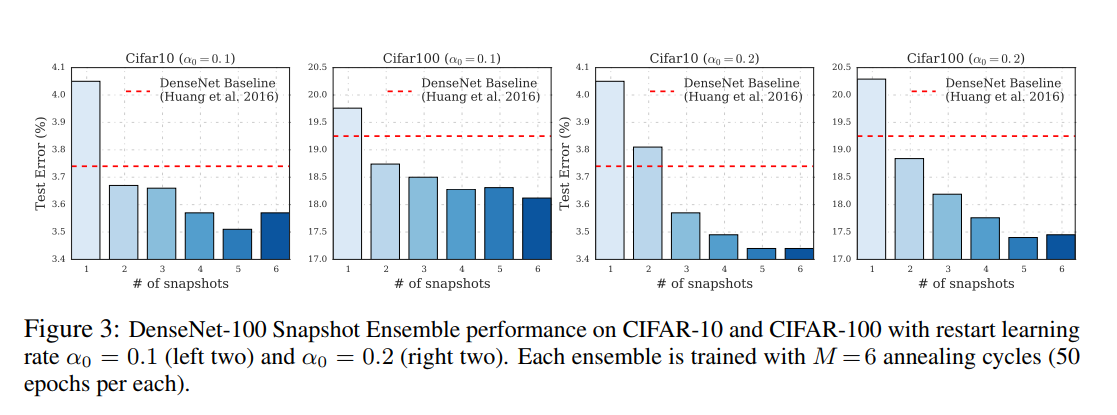 Cifar10 (α₀ = 0.1)
4.1
4.0
3.9
3.8
3.7
3.6
3.5
3.4
Test Error (%)
DenseNet Baseline
(Huang et al. 2016)
1 2 3 4 5 6
# of snapshots
Cifar100 (α₀ = 0.1)
20.5
20.0
19.5
19.0
18.5
18.0
17.5
17.0
DenseNet Baseline
(Huang et al. 2016)
1 2 3 4 5 6
# of snapshots
Cifar10 (α₀ = 0.2)
4.1
4.0
3.9
3.8
3.7
3.6
3.5
3.4
Test Error (%)
DenseNet Baseline
(Huang et al. 2016)
1 2 3 4 5 6
# of snapshots
Cifar100 (α₀ = 0.2)
20.5
20.0
19.5
19.0
18.5
18.0
17.5
17.0
DenseNet Baseline
(Huang et al. 2016)
1 2 3 4 5 6
# of snapshots
Figure 3: DenseNet-100 Snapshot Ensemble performance on CIFAR-10 and CIFAR-100 with restart learning
rate α₀ = 0.1 (left two) and α₀ = 0.2 (right two). Each ensemble is trained with M = 6 annealing cycles (50
epochs per each).